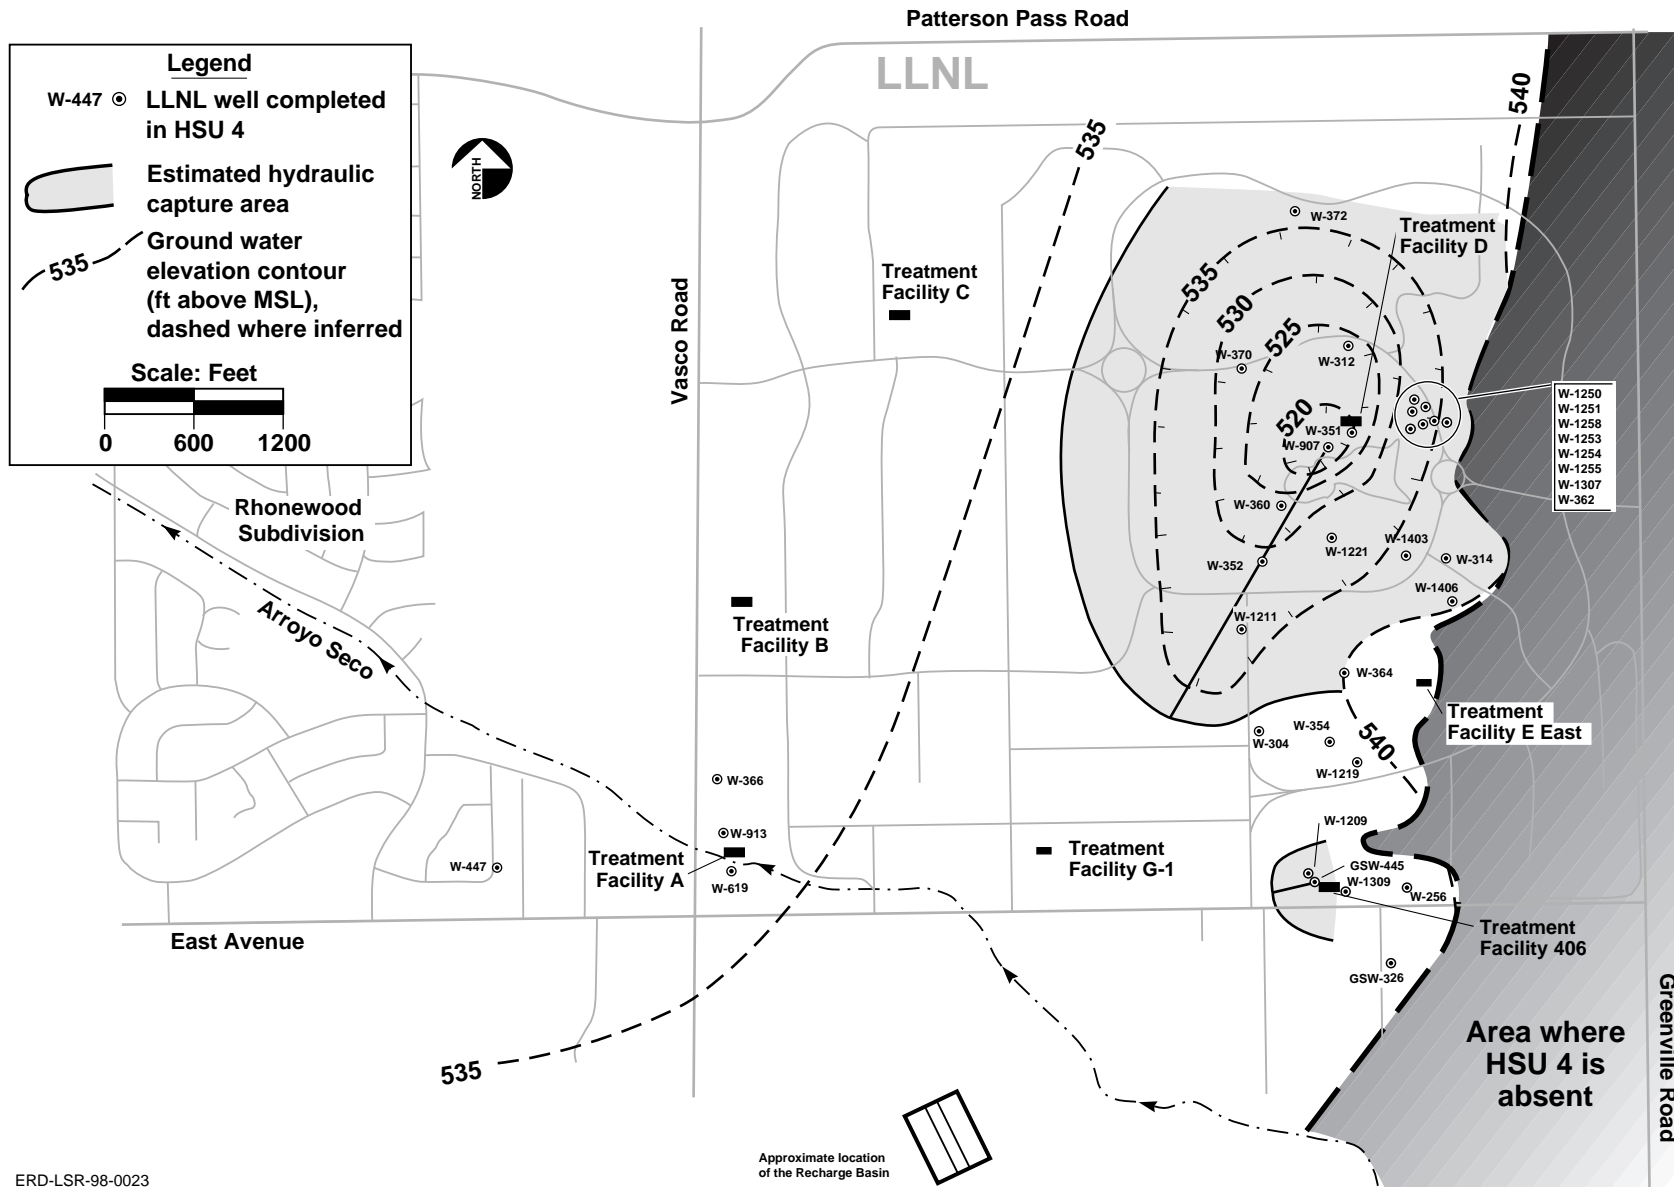 Patterson Pass Road
Legend
W-447
LLNL well completed
in HSU 4
Estimated hydraulic
capture area
535
Ground water
elevation contour
(ft above MSL),
dashed where inferred
Scale: Feet
0 600 1200
NORTH
LLNL
535
540
W-372
Treatment
Facility D
Treatment
Facility C
Vasco Road
535
530
525
520
W-370
W-312
W-351
W-907
W-1250
W-1251
W-1258
W-1253
W-1254
W-1255
W-1307
W-362
Rhonewood
Subdivision
W-360
W-352
W-1221
W-1403
W-314
W-1406
Arroyo Seco
Treatment
Facility B
W-1211
W-364
Treatment
Facility E East
W-304
W-354
540
W-1219
W-366
W-913
Treatment
Facility A
W-619
W-447
Treatment
Facility G-1
W-1209
GSW-445
W-1309
W-256
Treatment
Facility 406
GSW-326
East Avenue
535
Area where
HSU 4 is
absent
Greenville Road
Approximate location
of the Recharge Basin
ERD-LSR-98-0023